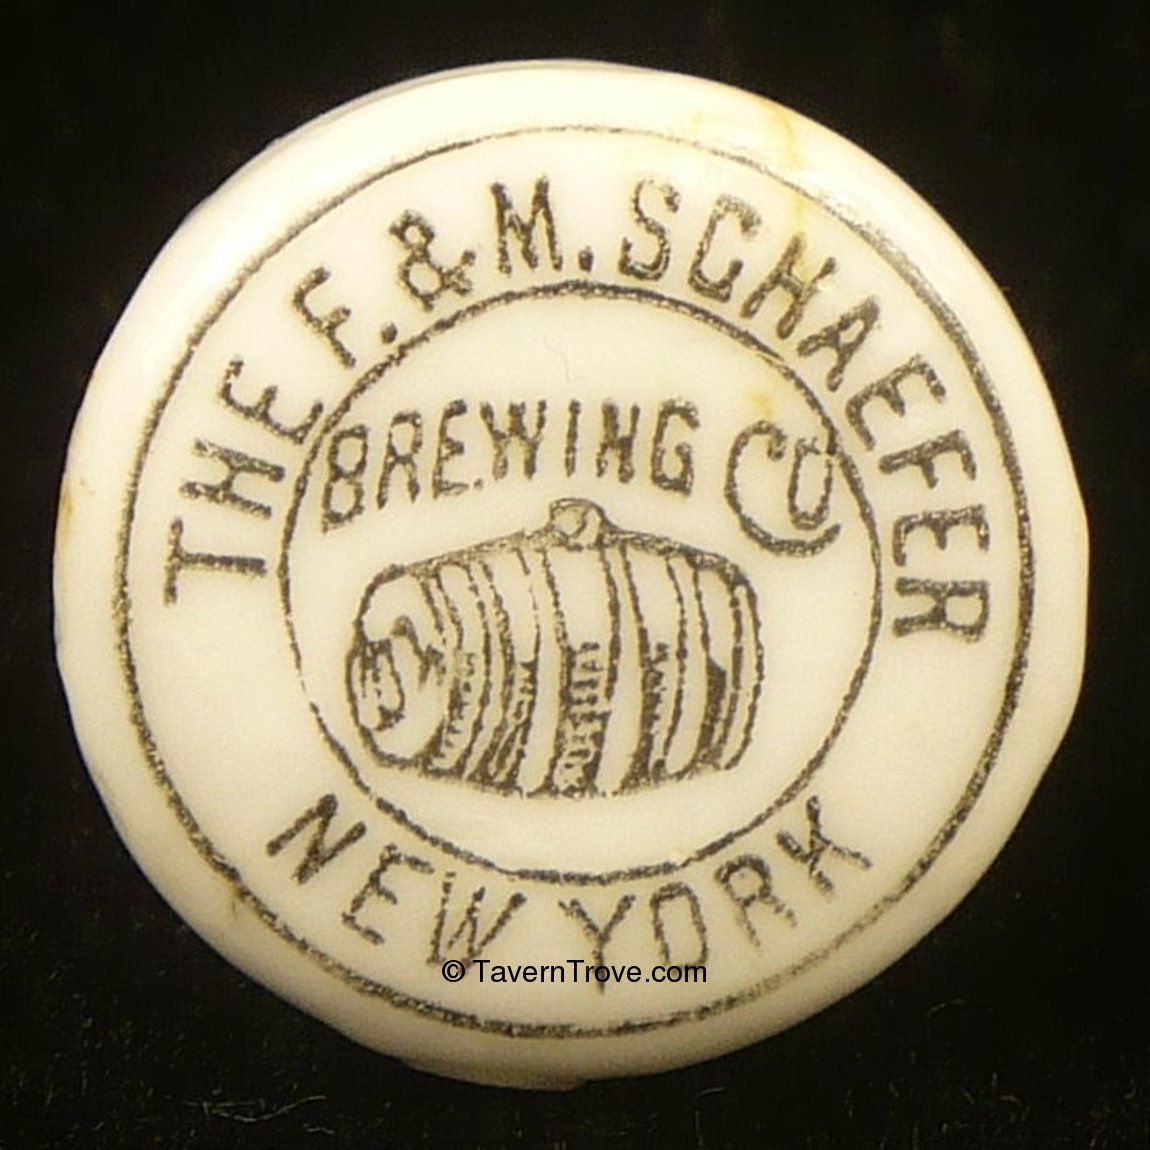 THE F. & M. SCHAEFER
BREWING CO
NEW YORK
© TavernTrove.com